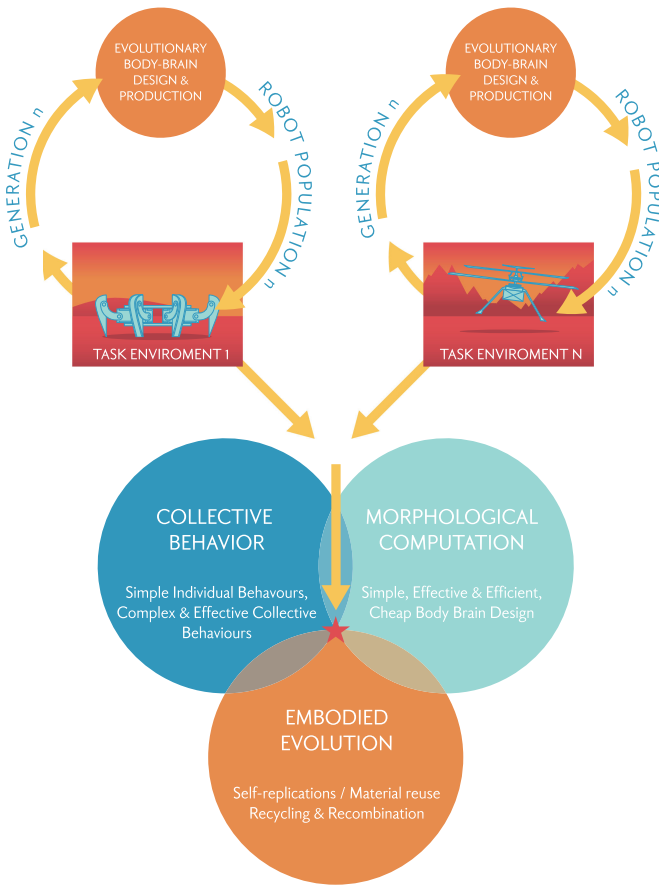 EVOLUTIONARY
BODY-BRAIN
DESIGN &
PRODUCTION
GENERATION n
ROBOT POPULATION n
TASK ENVIROMENT 1
EVOLUTIONARY
BODY-BRAIN
DESIGN &
PRODUCTION
GENERATION n
ROBOT POPULATION n
TASK ENVIROMENT N
COLLECTIVE
BEHAVIOR
Simple Individual Behavours,
Complex & Effective Collective
Behaviours
MORPHOLOGICAL
COMPUTATION
Simple, Effective & Efficient,
Cheap Body Brain Design
EMBODIED
EVOLUTION
Self-replications / Material reuse
Recycling & Recombination